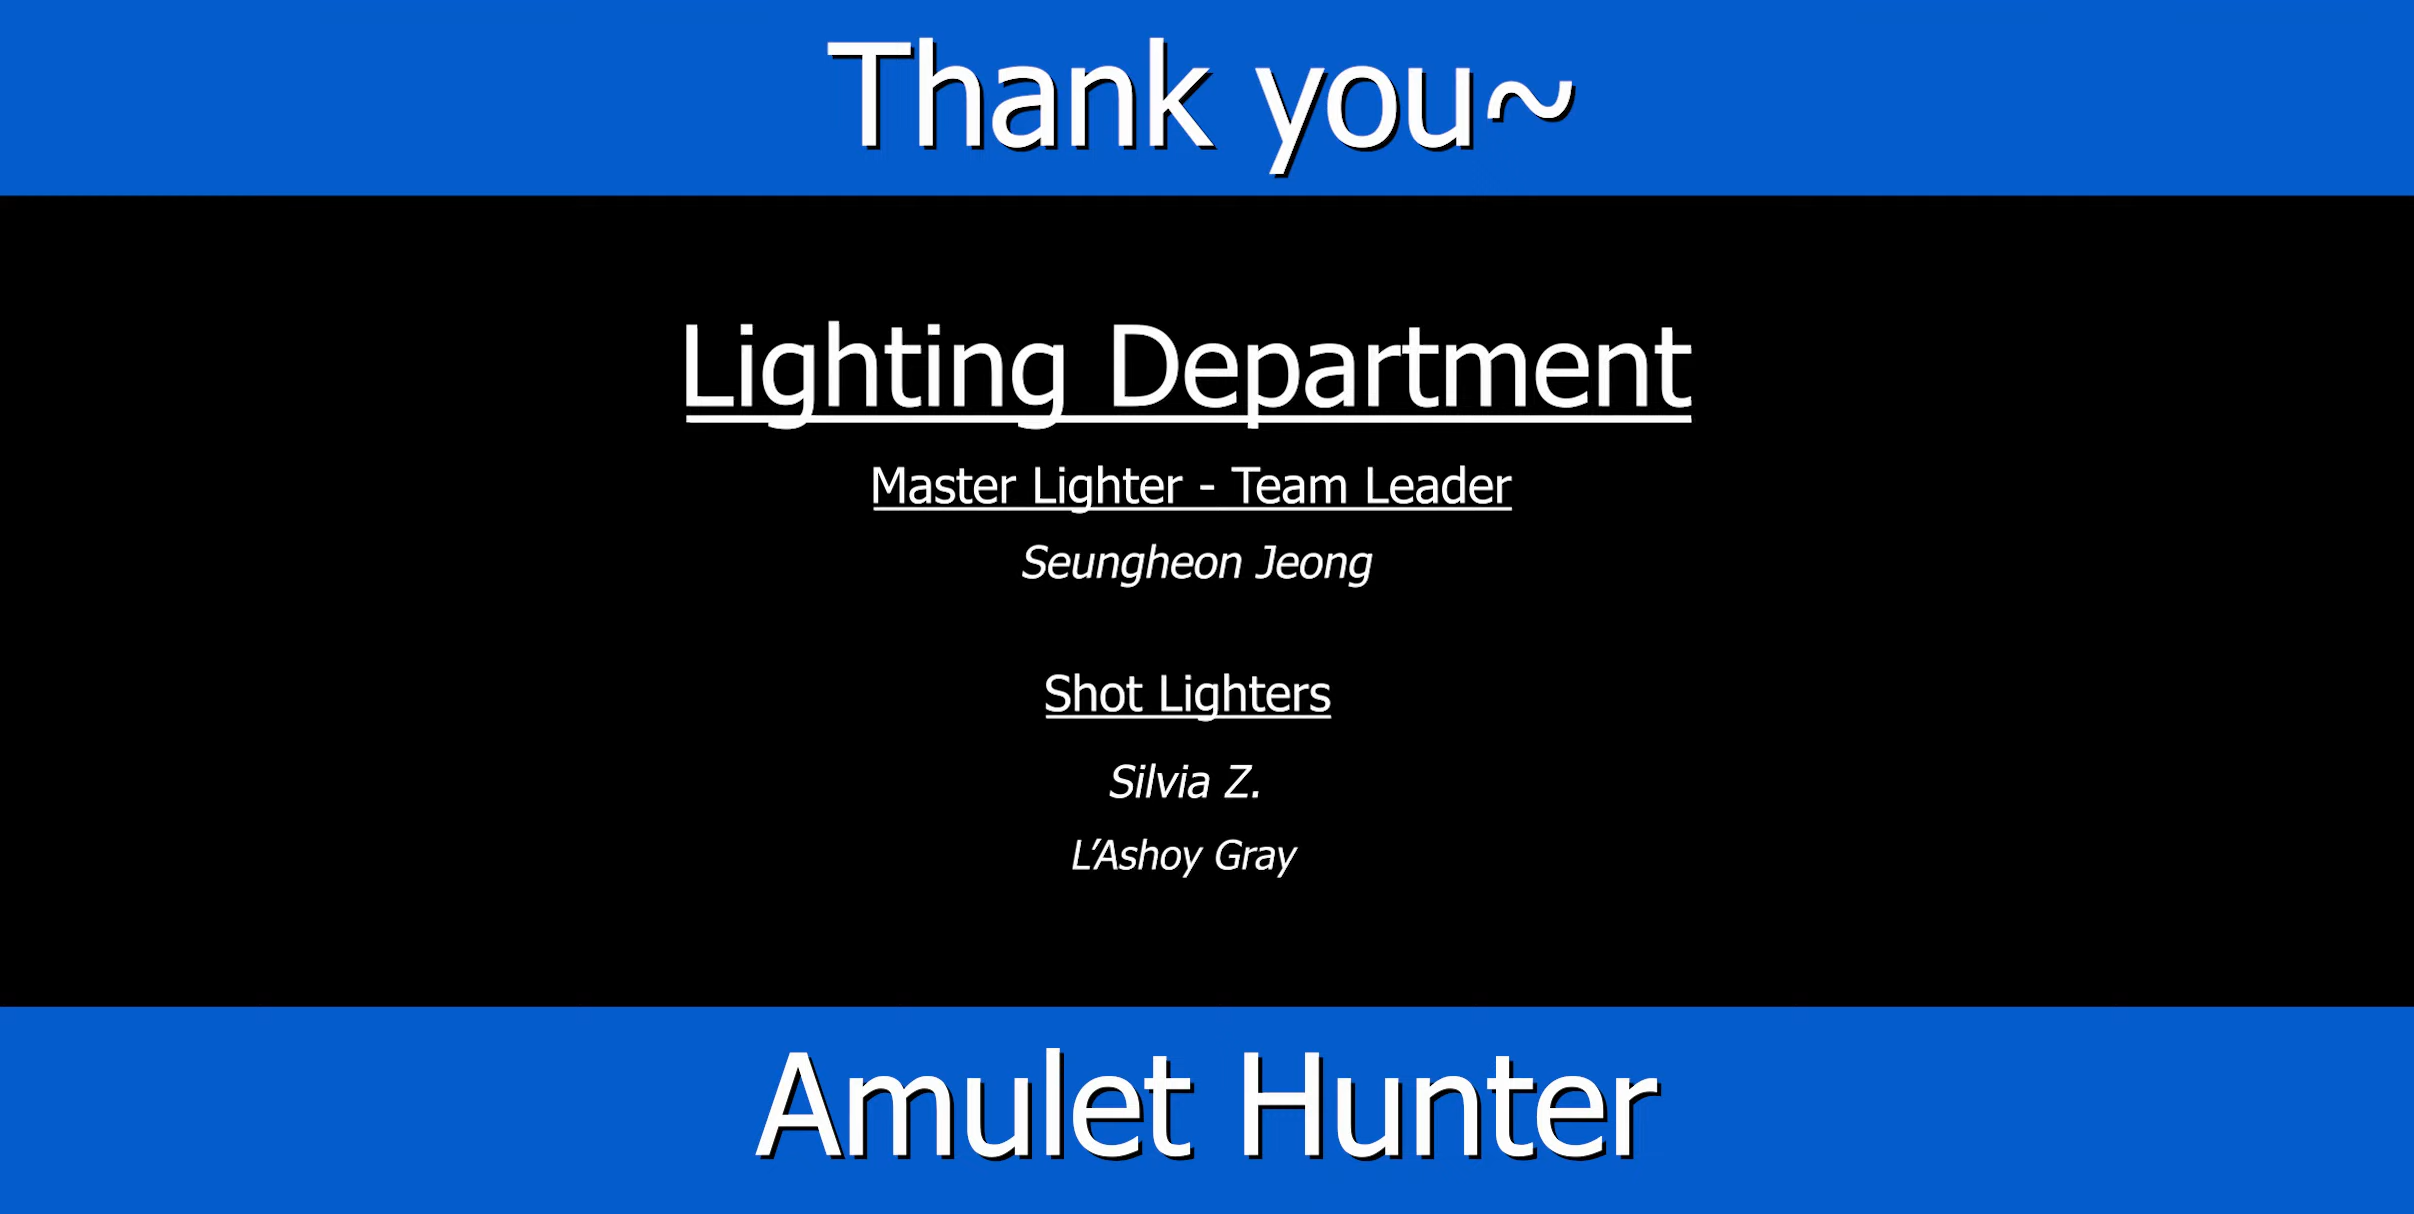 Thank you~
Lighting Department
Master Lighter - Team Leader
Seungheon Jeong
Shot Lighters
Silvia Z.
L’Ashoy Gray
Amulet Hunter